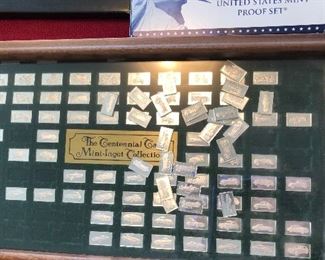 UNITED STATES MINT
PROOF SET®
The Centennial Car
Mini-Ingot Collection